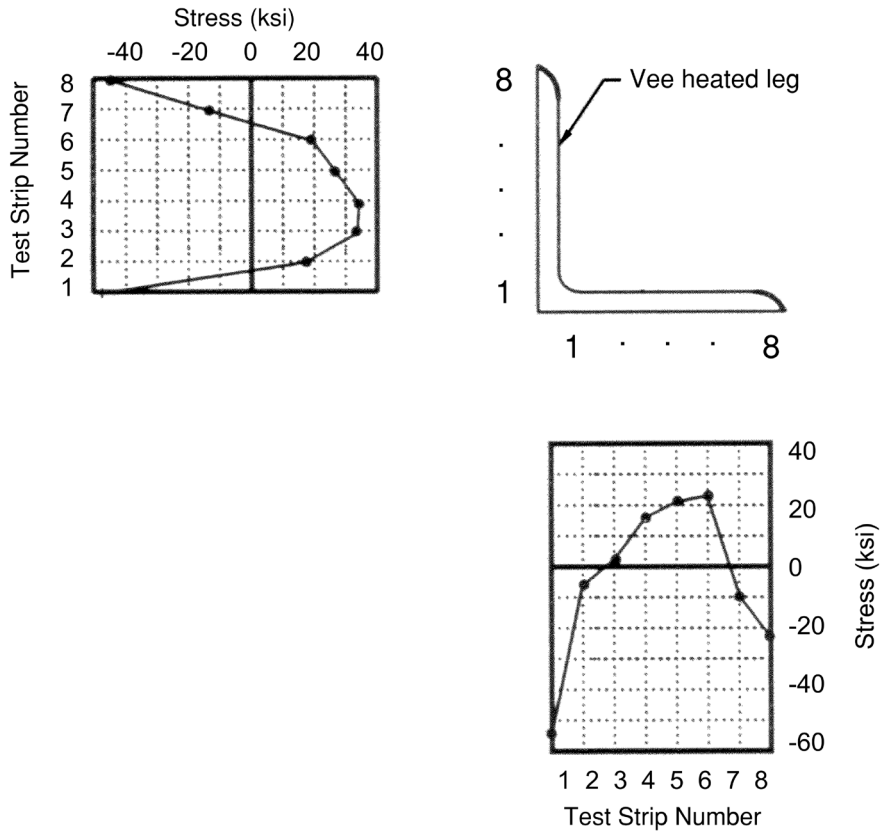 Stress (ksi)
-40 -20 0 20 40
Test Strip Number
8
7
6
5
4
3
2
1
Vee heated leg
8
1
1 8
40
20
0
-20
-40
-60
Stress (ksi)
1 2 3 4 5 6 7 8
Test Strip Number